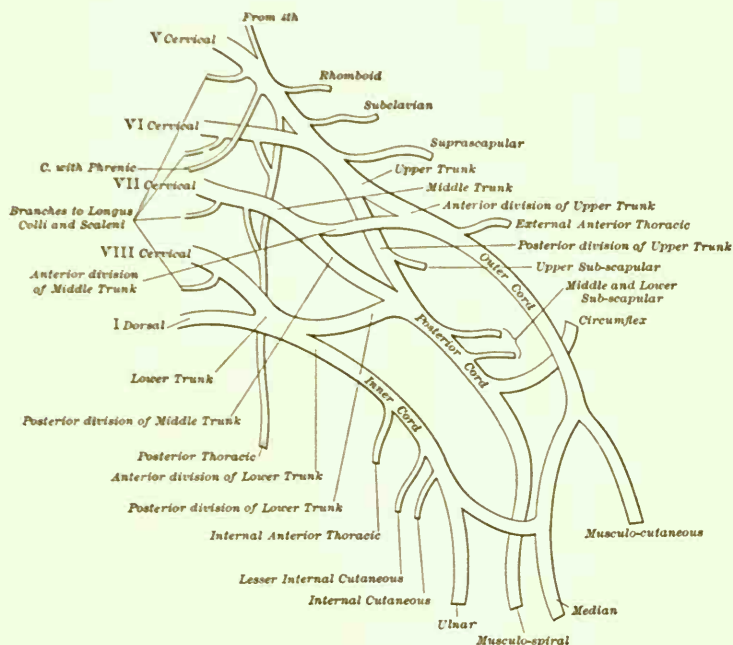 From 4th
V Cervical
Rhomboid
Subclavian
VI Cervical
Suprascapular
C. with Phrenic
Upper Trunk
VII Cervical
Middle Trunk
Anterior division of Upper Trunk
Branches to Longus
Colli and Scaleni
External Anterior Thoracic
Posterior division of Upper Trunk
VIII Cervical
Upper Sub-scapular
Anterior division
of Middle Trunk
Outer Cord
Middle and Lower
Sub-scapular
I Dorsal
Posterior Cord
Circumflex
Lower Trunk
Inner Cord
Posterior division of Middle Trunk
Posterior Thoracic
Anterior division of Lower Trunk
Posterior division of Lower Trunk
Internal Anterior Thoracic
Musculo-cutaneous
Lesser Internal Cutaneous
Internal Cutaneous
Median
Ulnar
Musculo-spiral